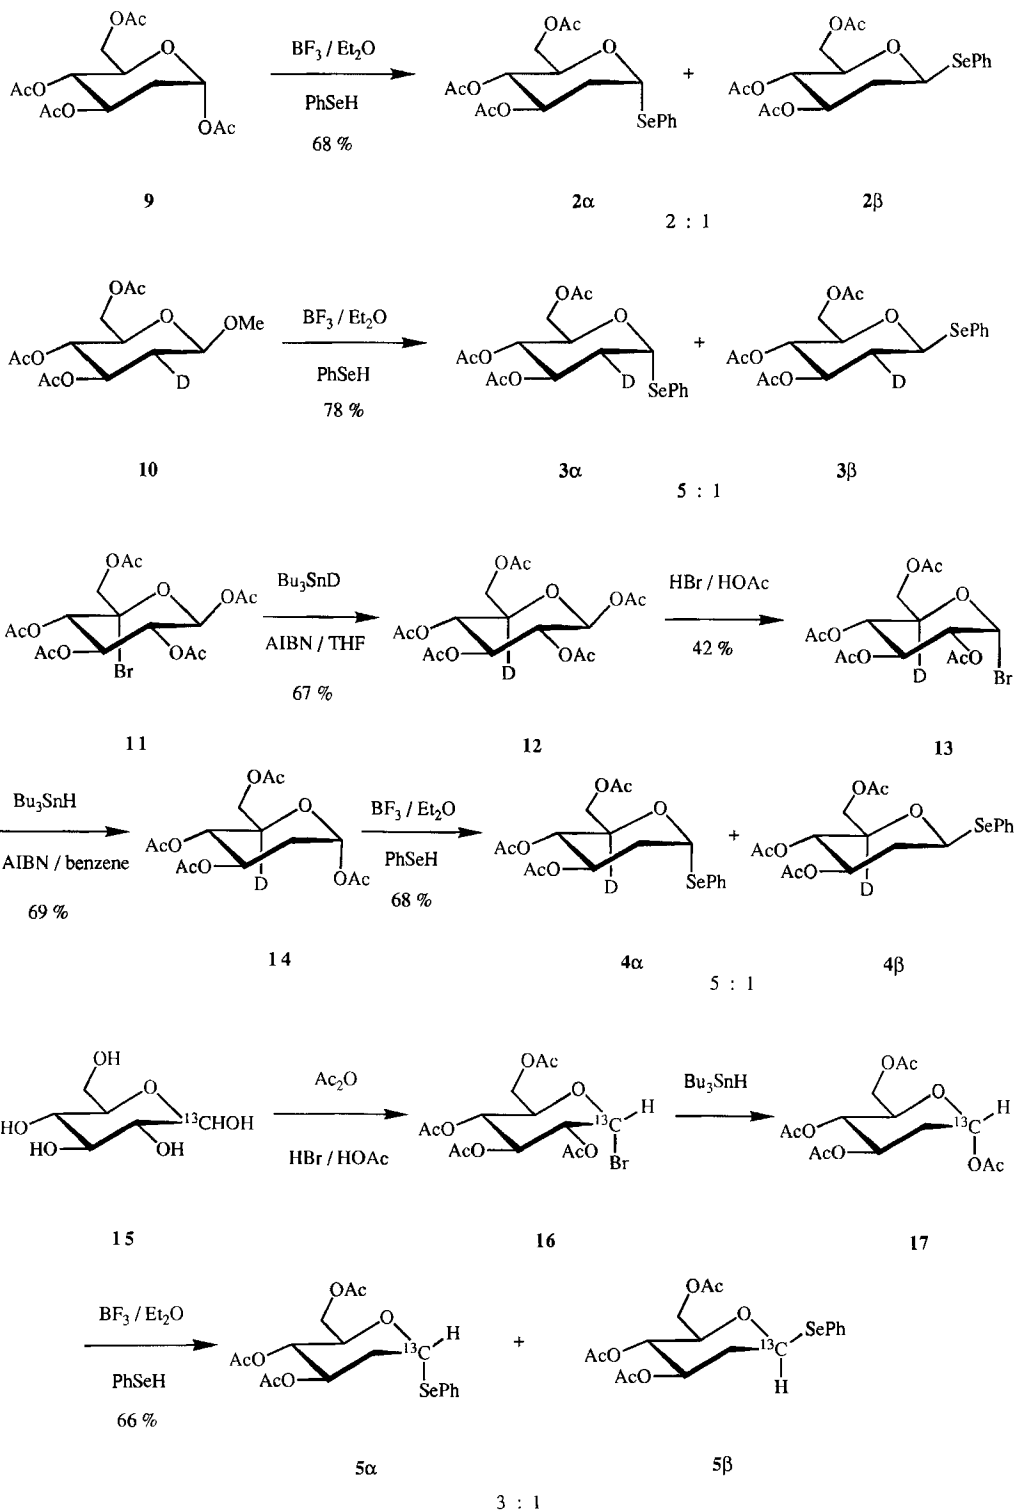 OAc
O
AcO
AcO
OAc
BF₃ / Et₂O
PhSeH
68 %
OAc
O
AcO
AcO
SePh
+
OAc
O
AcO
AcO
SePh
9
2α
2 : 1
2β
OAc
O
OMe
AcO
AcO
D
BF₃ / Et₂O
PhSeH
78 %
OAc
O
AcO
AcO
D
SePh
+
OAc
O
SePh
AcO
AcO
D
10
3α
5 : 1
3β
OAc
O
OAc
AcO
AcO
OAc
Br
Bu₃SnD
AIBN / THF
67 %
OAc
O
OAc
AcO
AcO
OAc
D
HBr / HOAc
42 %
OAc
O
AcO
AcO
AcO
D
Br
11
12
13
Bu₃SnH
AIBN / benzene
69 %
OAc
O
AcO
AcO
D
OAc
BF₃ / Et₂O
PhSeH
68 %
OAc
O
AcO
AcO
D
SePh
+
OAc
O
SePh
AcO
AcO
D
14
4α
5 : 1
4β
OH
O
HO
HO
OH
¹³CHOH
Ac₂O
HBr / HOAc
OAc
O
¹³C
H
AcO
AcO
AcO
Br
Bu₃SnH
OAc
O
¹³C
H
AcO
AcO
OAc
15
16
17
BF₃ / Et₂O
PhSeH
66 %
OAc
O
¹³C
H
AcO
AcO
SePh
+
OAc
O
SePh
¹³C
AcO
AcO
H
5α
5β
3 : 1